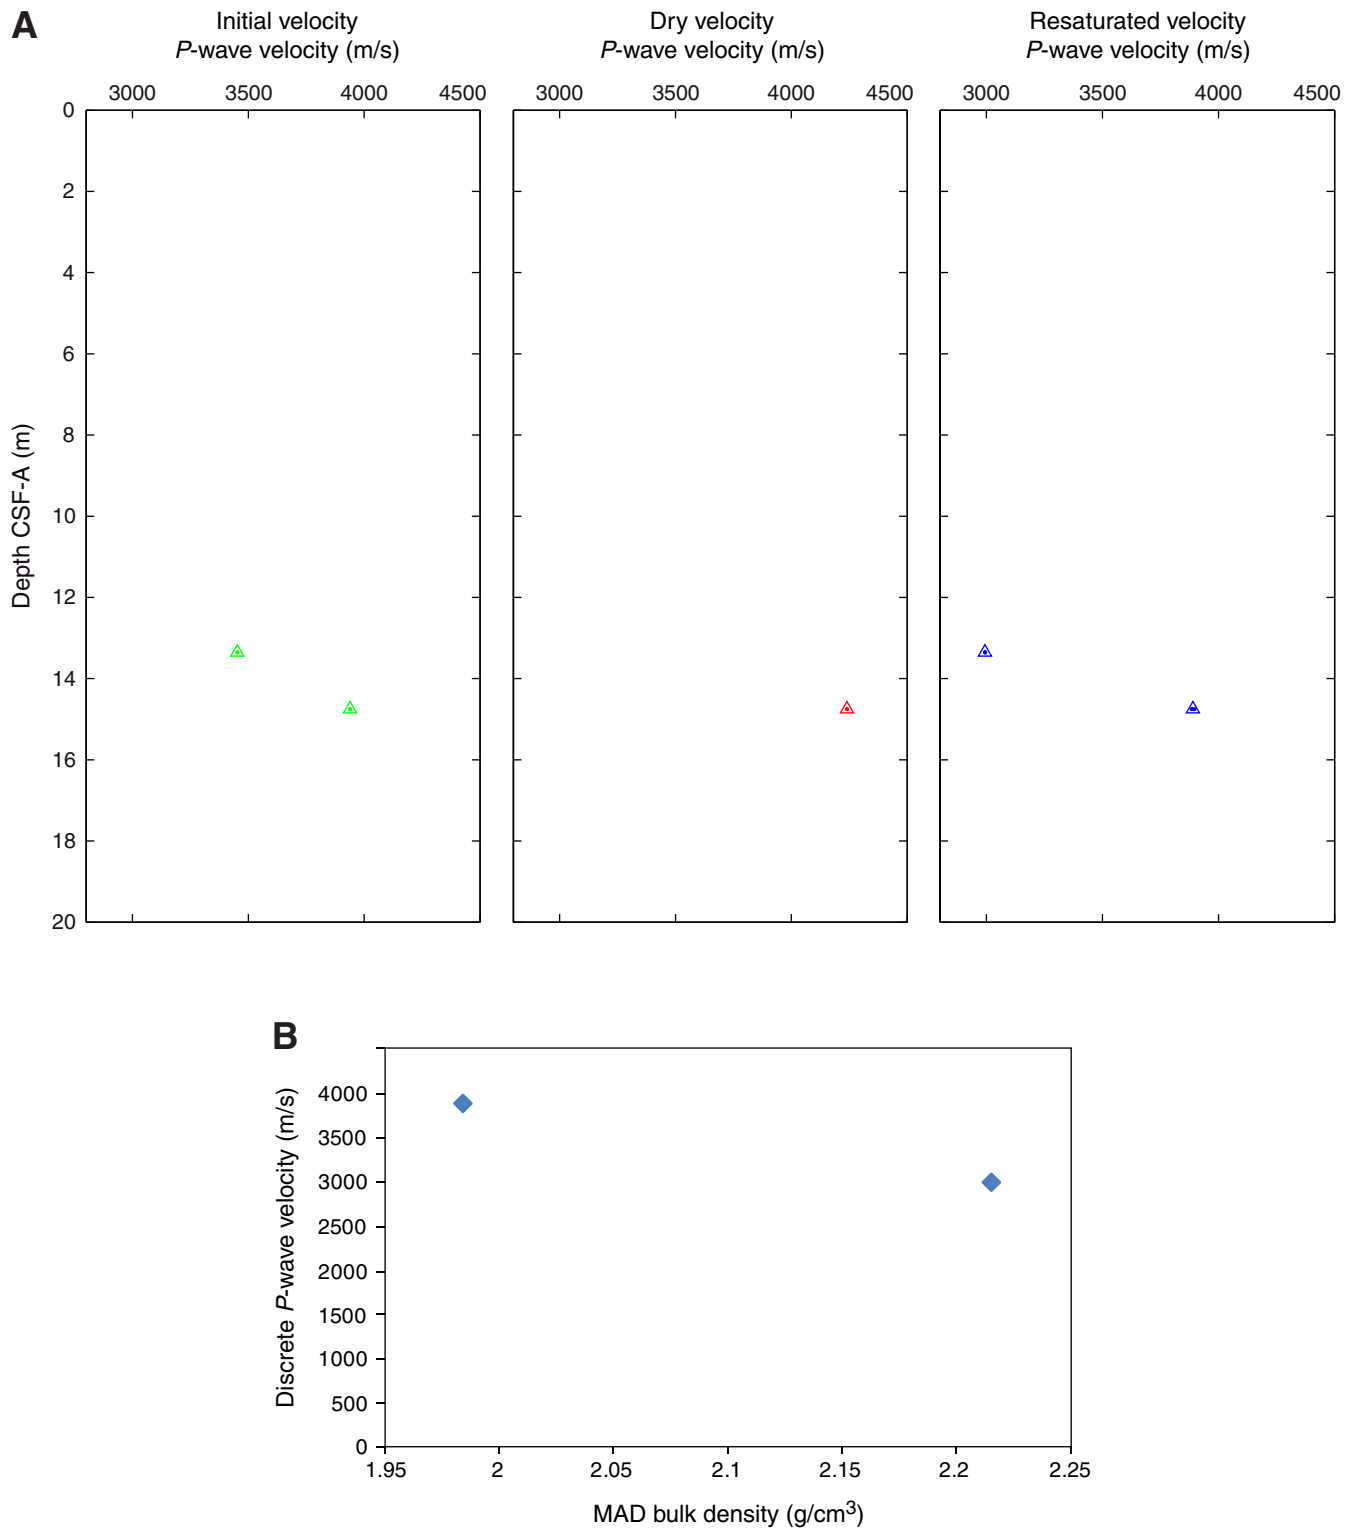 A
Initial velocity
P-wave velocity (m/s)
Dry velocity
P-wave velocity (m/s)
Resaturated velocity
P-wave velocity (m/s)
3000 3500 4000 4500
3000 3500 4000 4500
3000 3500 4000 4500
Depth CSF-A (m)
0
2
4
6
8
10
12
14
16
18
20
B
Discrete P-wave velocity (m/s)
4000
3500
3000
2500
2000
1500
1000
500
0
1.95 2 2.05 2.1 2.15 2.2 2.25
MAD bulk density (g/cm³)